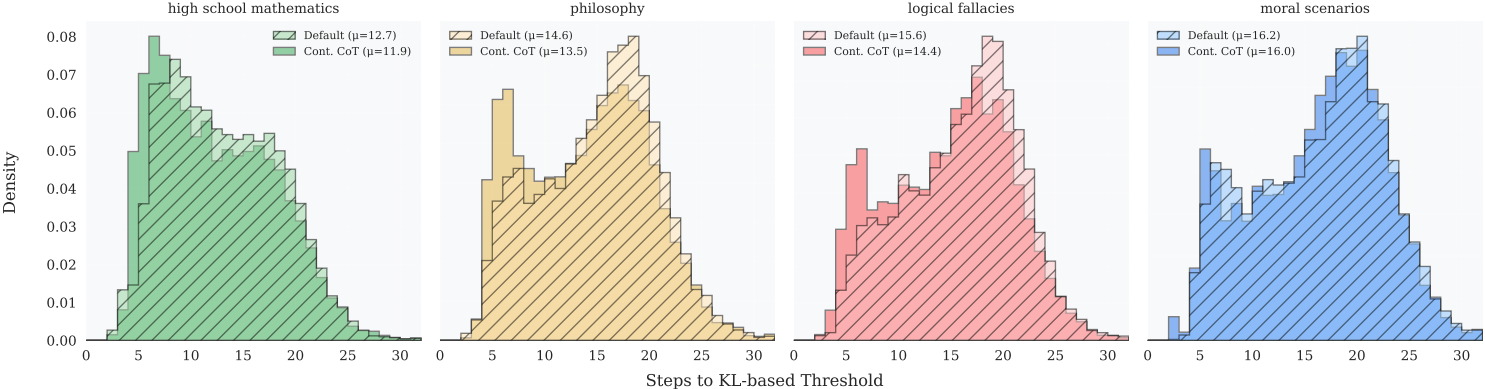 high school mathematics
philosophy
logical fallacies
moral scenarios
Density
0.08
0.07
0.06
0.05
0.04
0.03
0.02
0.01
0.00
Default (μ=12.7)
Cont. CoT (μ=11.9)
Default (μ=14.6)
Cont. CoT (μ=13.5)
Default (μ=15.6)
Cont. CoT (μ=14.4)
Default (μ=16.2)
Cont. CoT (μ=16.0)
0 5 10 15 20 25 30
0 5 10 15 20 25 30
0 5 10 15 20 25 30
0 5 10 15 20 25 30
Steps to KL-based Threshold